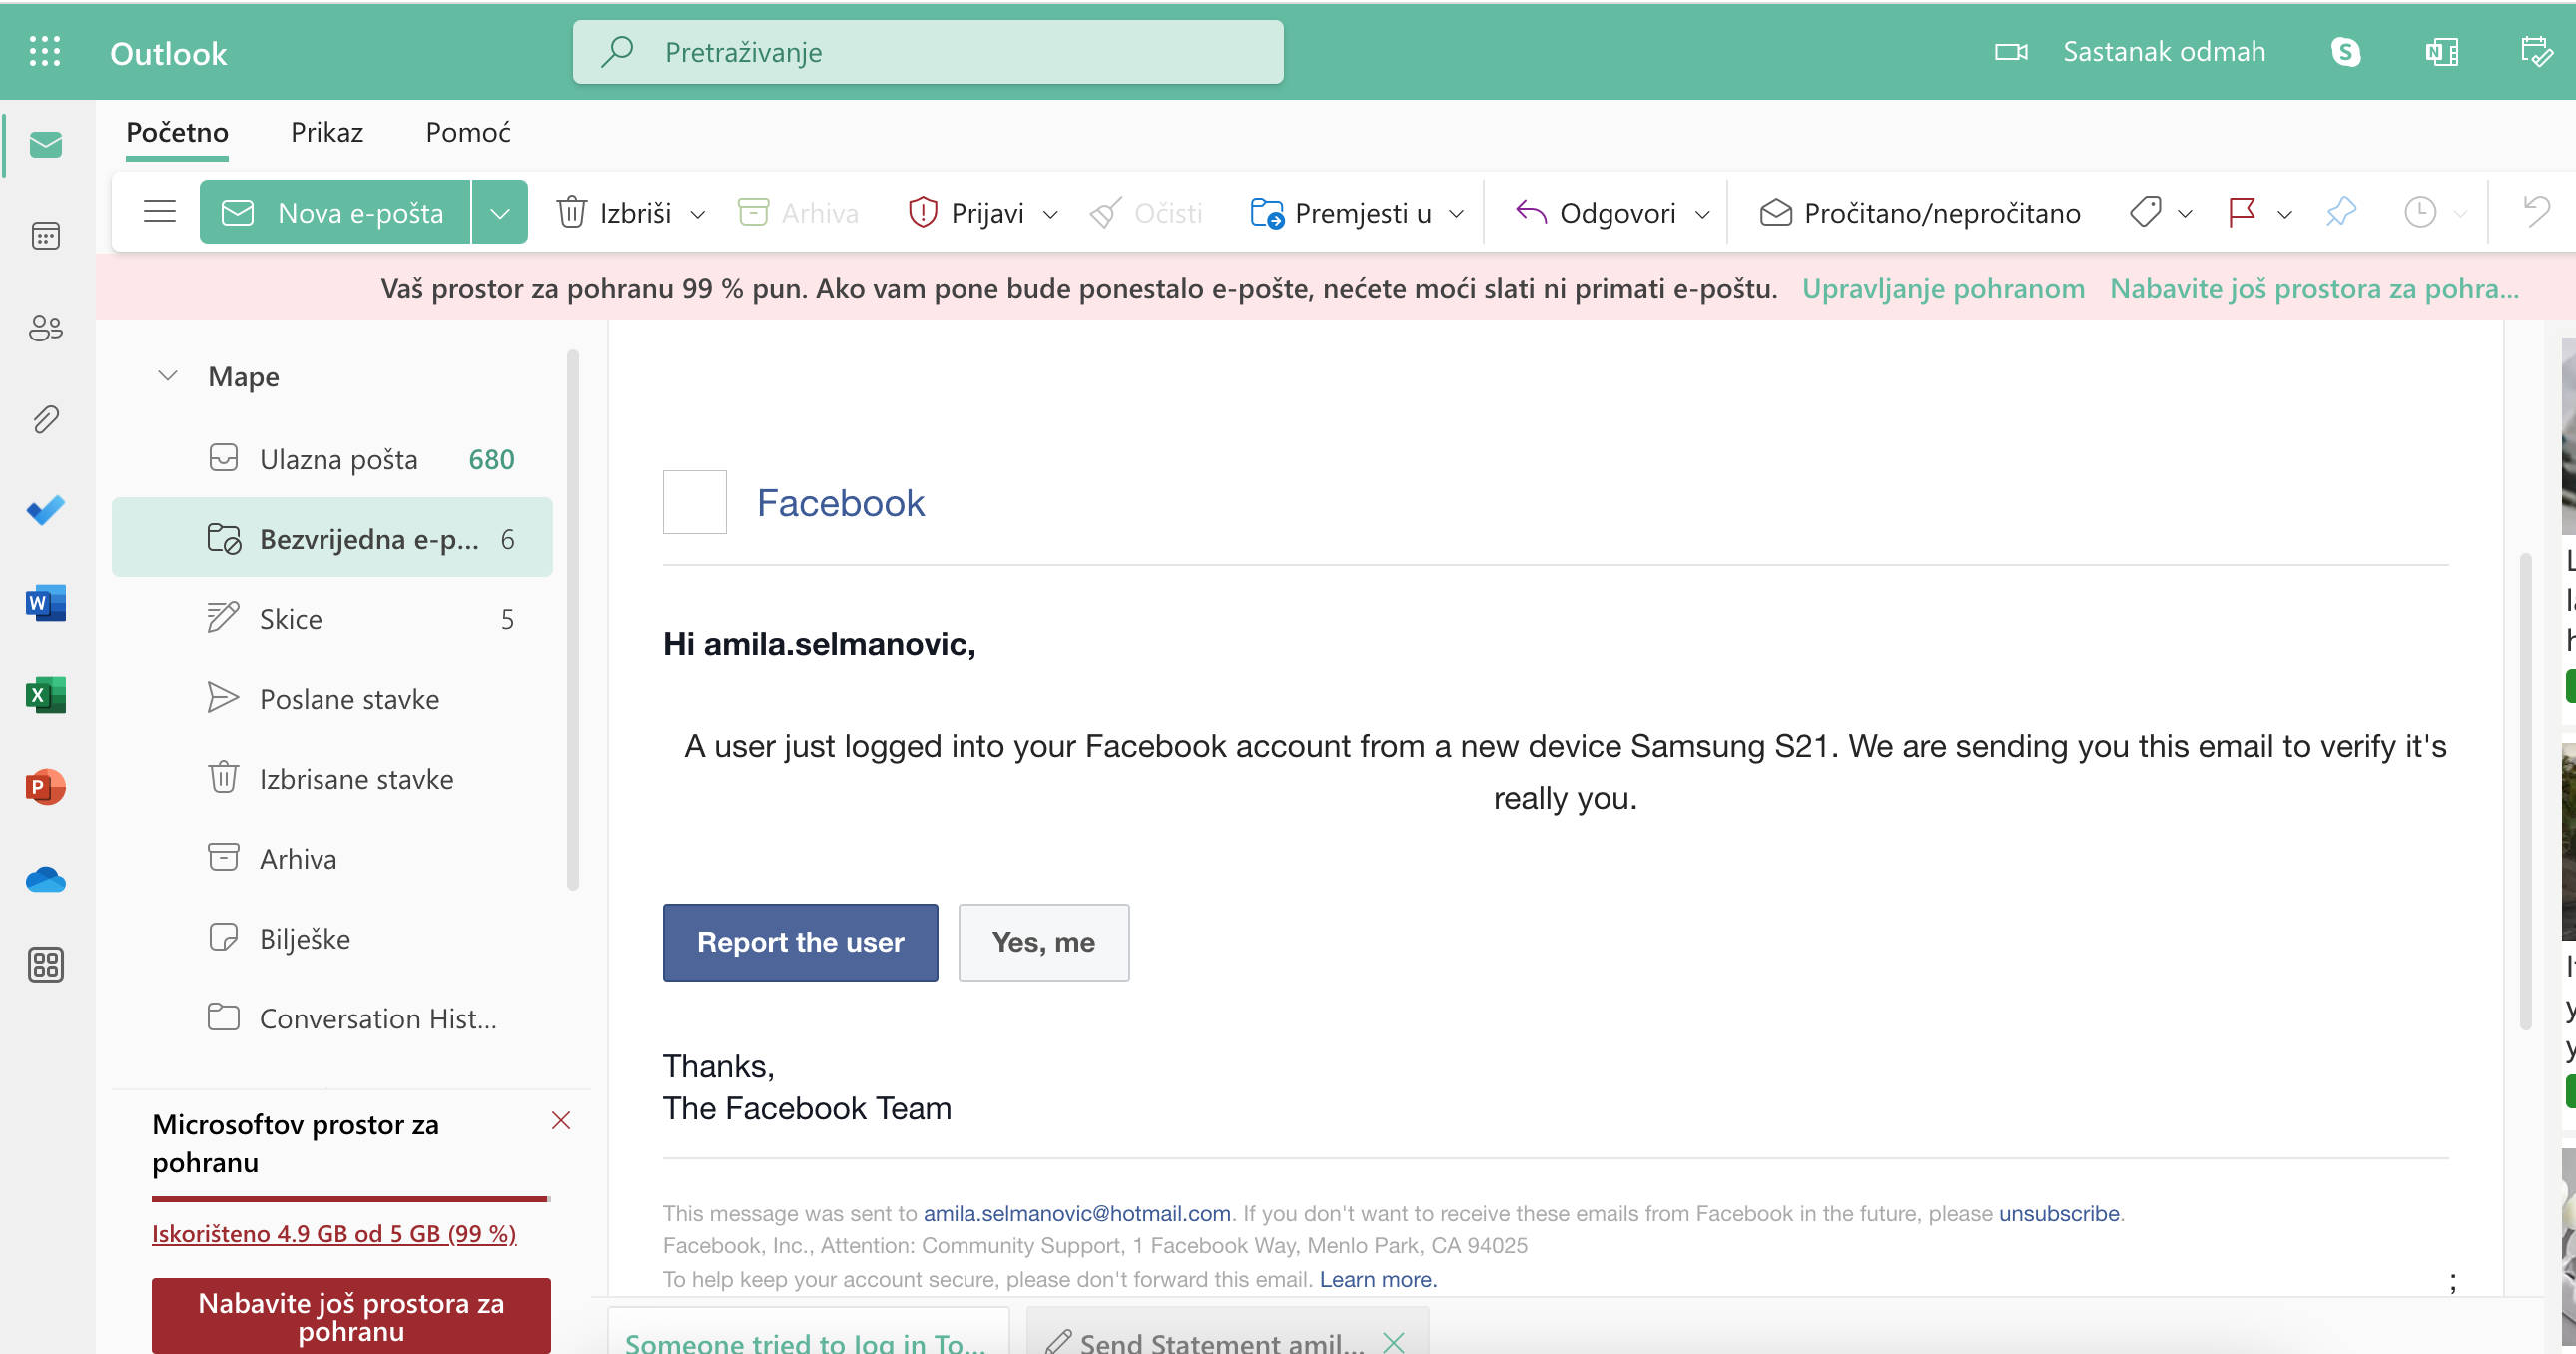 Outlook
Pretraživanje
Sastanak odmah
Početno
Prikaz
Pomoć
Nova e-pošta
Izbriši
Arhiva
Prijavi
Očisti
Premjesti u
Odgovori
Pročitano/nepročitano
Vaš prostor za pohranu 99 % pun. Ako vam pone bude ponestalo e-pošte, nećete moći slati ni primati e-poštu. Upravljanje pohranom Nabavite još prostora za pohra...
Mape
Ulazna pošta 680
Bezvrijedna e-p... 6
Skice 5
Poslane stavke
Izbrisane stavke
Arhiva
Bilješke
Conversation Hist...
Microsoftov prostor za
pohranu
Iskorišteno 4.9 GB od 5 GB (99 %)
Nabavite još prostora za
pohranu
Facebook
Hi amila.selmanovic,
A user just logged into your Facebook account from a new device Samsung S21. We are sending you this email to verify it's
really you.
Report the user
Yes, me
Thanks,
The Facebook Team
This message was sent to amila.selmanovic@hotmail.com. If you don't want to receive these emails from Facebook in the future, please unsubscribe.
Facebook, Inc., Attention: Community Support, 1 Facebook Way, Menlo Park, CA 94025
To help keep your account secure, please don't forward this email. Learn more.
;
Someone tried to log in To...
Send Statement amil...